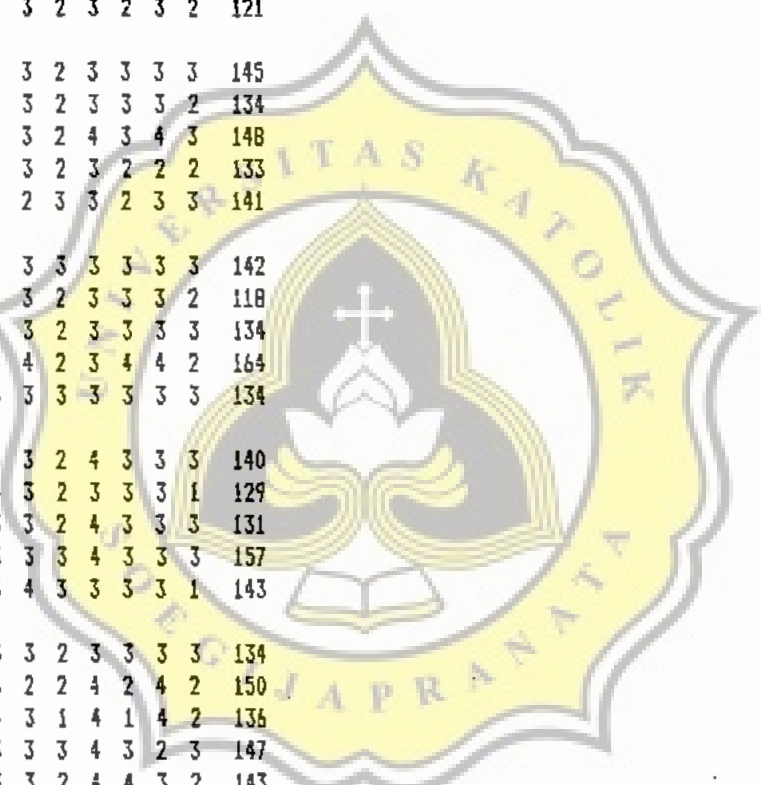 3 2 3 2 3 2 121
3 2 3 3 3 3 145
3 2 3 3 3 2 134
3 2 4 3 4 3 148
3 2 3 2 2 2 133
2 3 3 2 3 3 141
3 3 3 3 3 3 142
3 2 3 3 3 2 118
3 2 3 3 3 3 134
4 2 3 4 4 2 164
3 3 3 3 3 3 134
3 2 4 3 3 3 140
3 2 3 3 3 1 129
3 2 4 3 3 3 131
3 3 4 3 3 3 157
4 3 3 3 3 1 143
3 2 3 3 3 3 134
2 2 4 2 4 2 150
3 1 4 1 4 2 136
3 3 4 3 2 3 147
3 2 4 4 3 2 143
UNIVERSITAS KATOLIK
SOEGIJAPRANATA